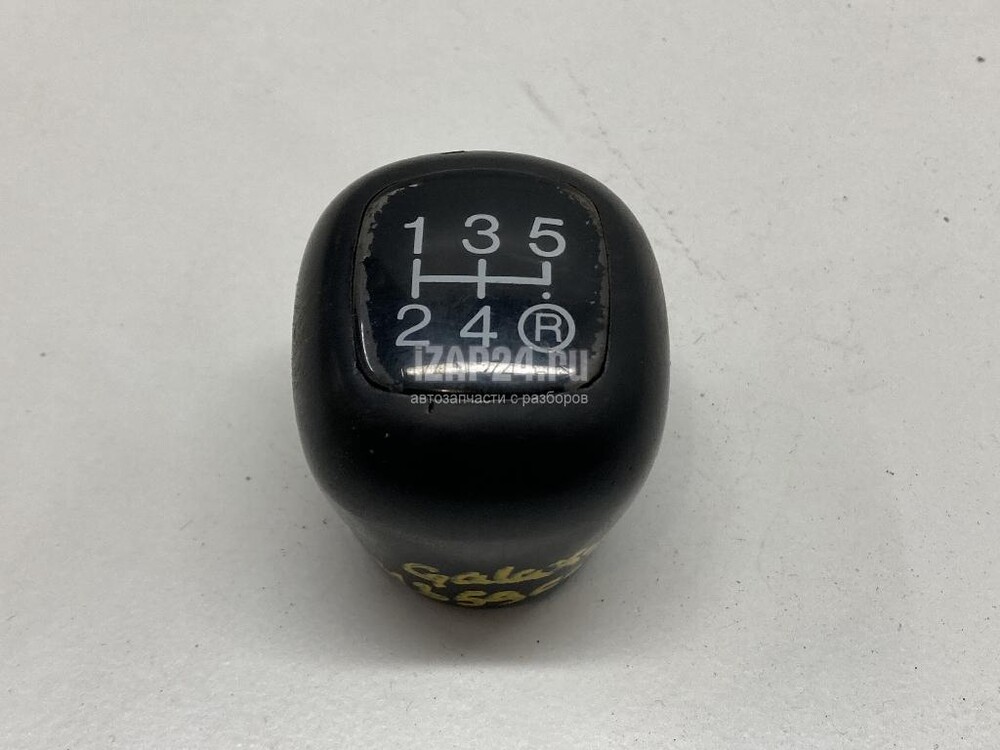 1 3 5
2 4 R
iZAP24.ru
автозапчасти с разборов